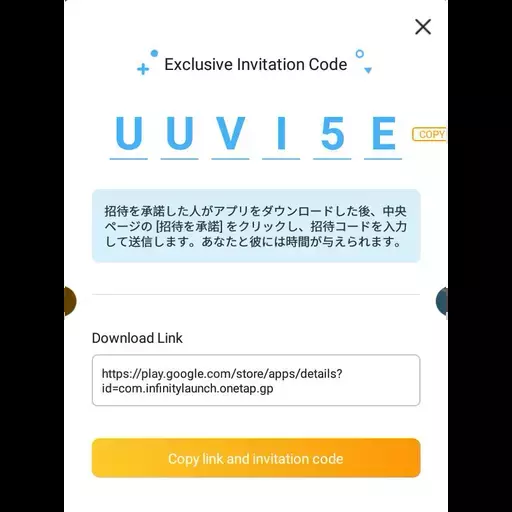 Exclusive Invitation Code
U U V I 5 E
COPY
招待を承諾した人がアプリをダウンロードした後、中央
ページの [招待を承諾] をクリックし、招待コードを入力
して送信します。あなたと彼には時間が与えられます。
Download Link
https://play.google.com/store/apps/details?
id=com.infinitylaunch.onetap.gp
Copy link and invitation code